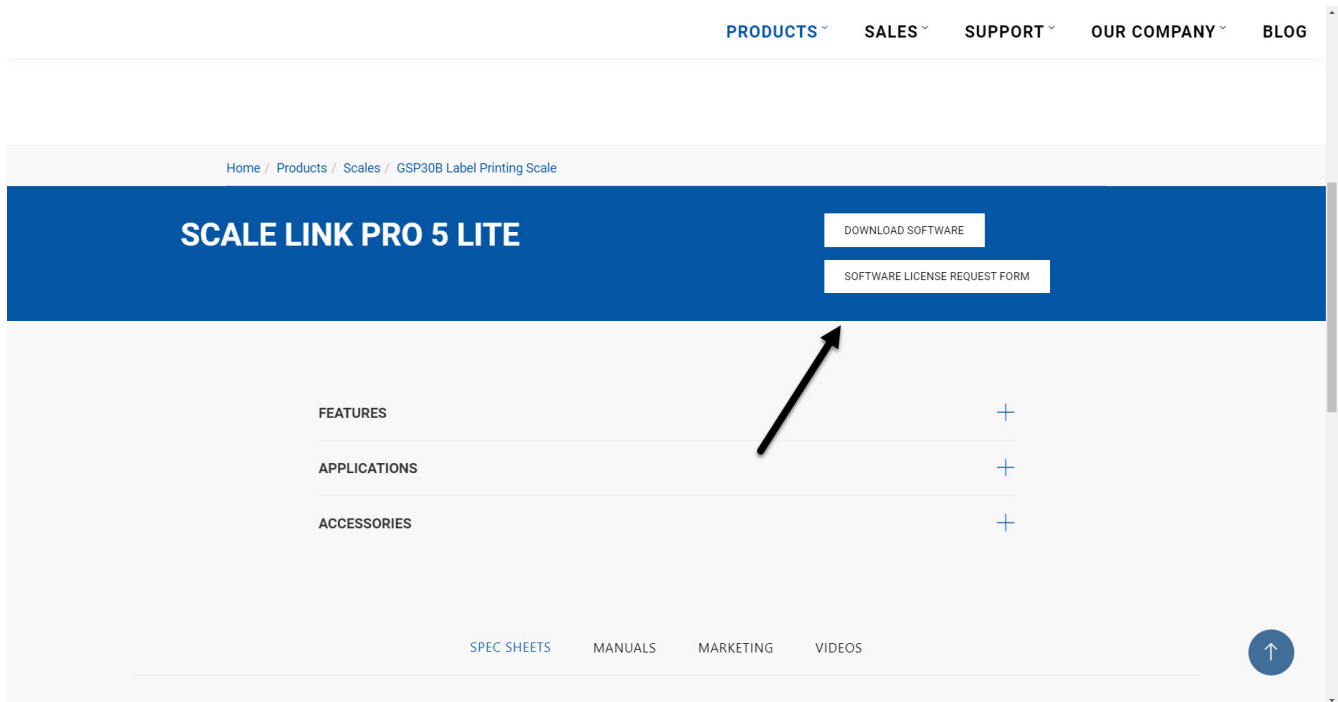 PRODUCTS SALES SUPPORT OUR COMPANY BLOG
Home / Products / Scales / GSP30B Label Printing Scale
SCALE LINK PRO 5 LITE
DOWNLOAD SOFTWARE
SOFTWARE LICENSE REQUEST FORM
FEATURES
APPLICATIONS
ACCESSORIES
SPEC SHEETS MANUALS MARKETING VIDEOS